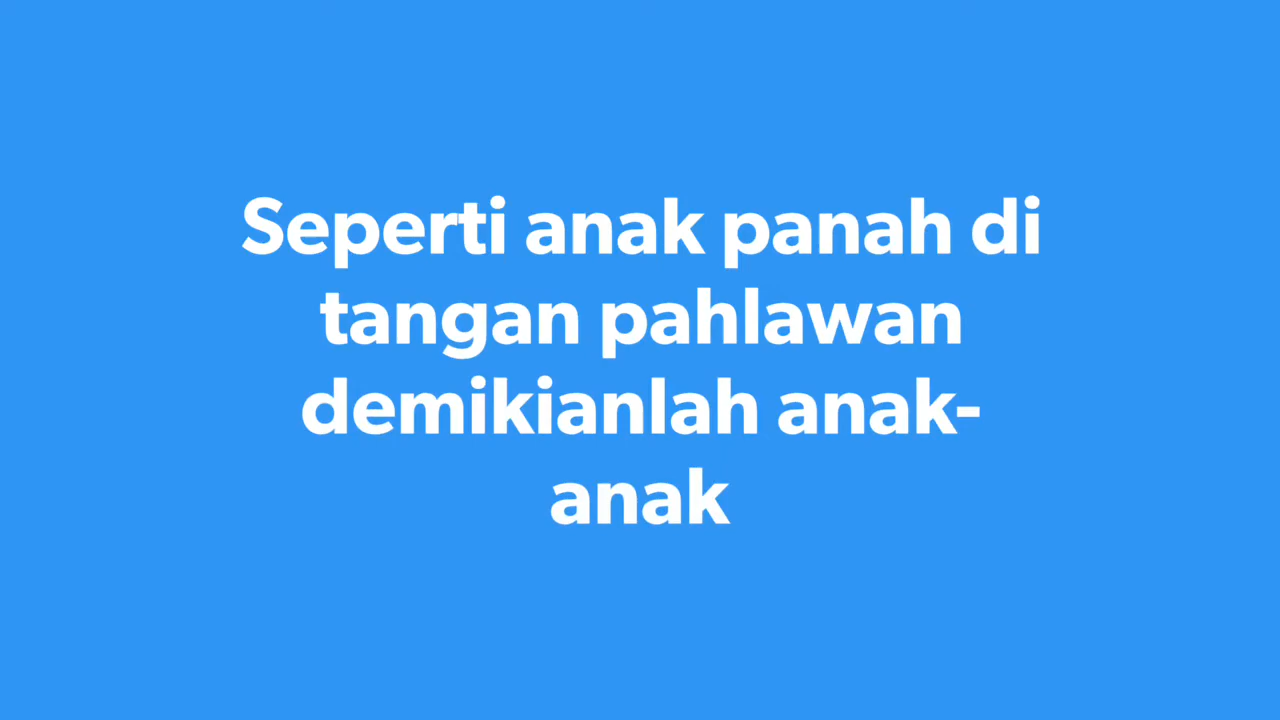 Seperti anak panah di
tangan pahlawan
demikianlah anak-
anak